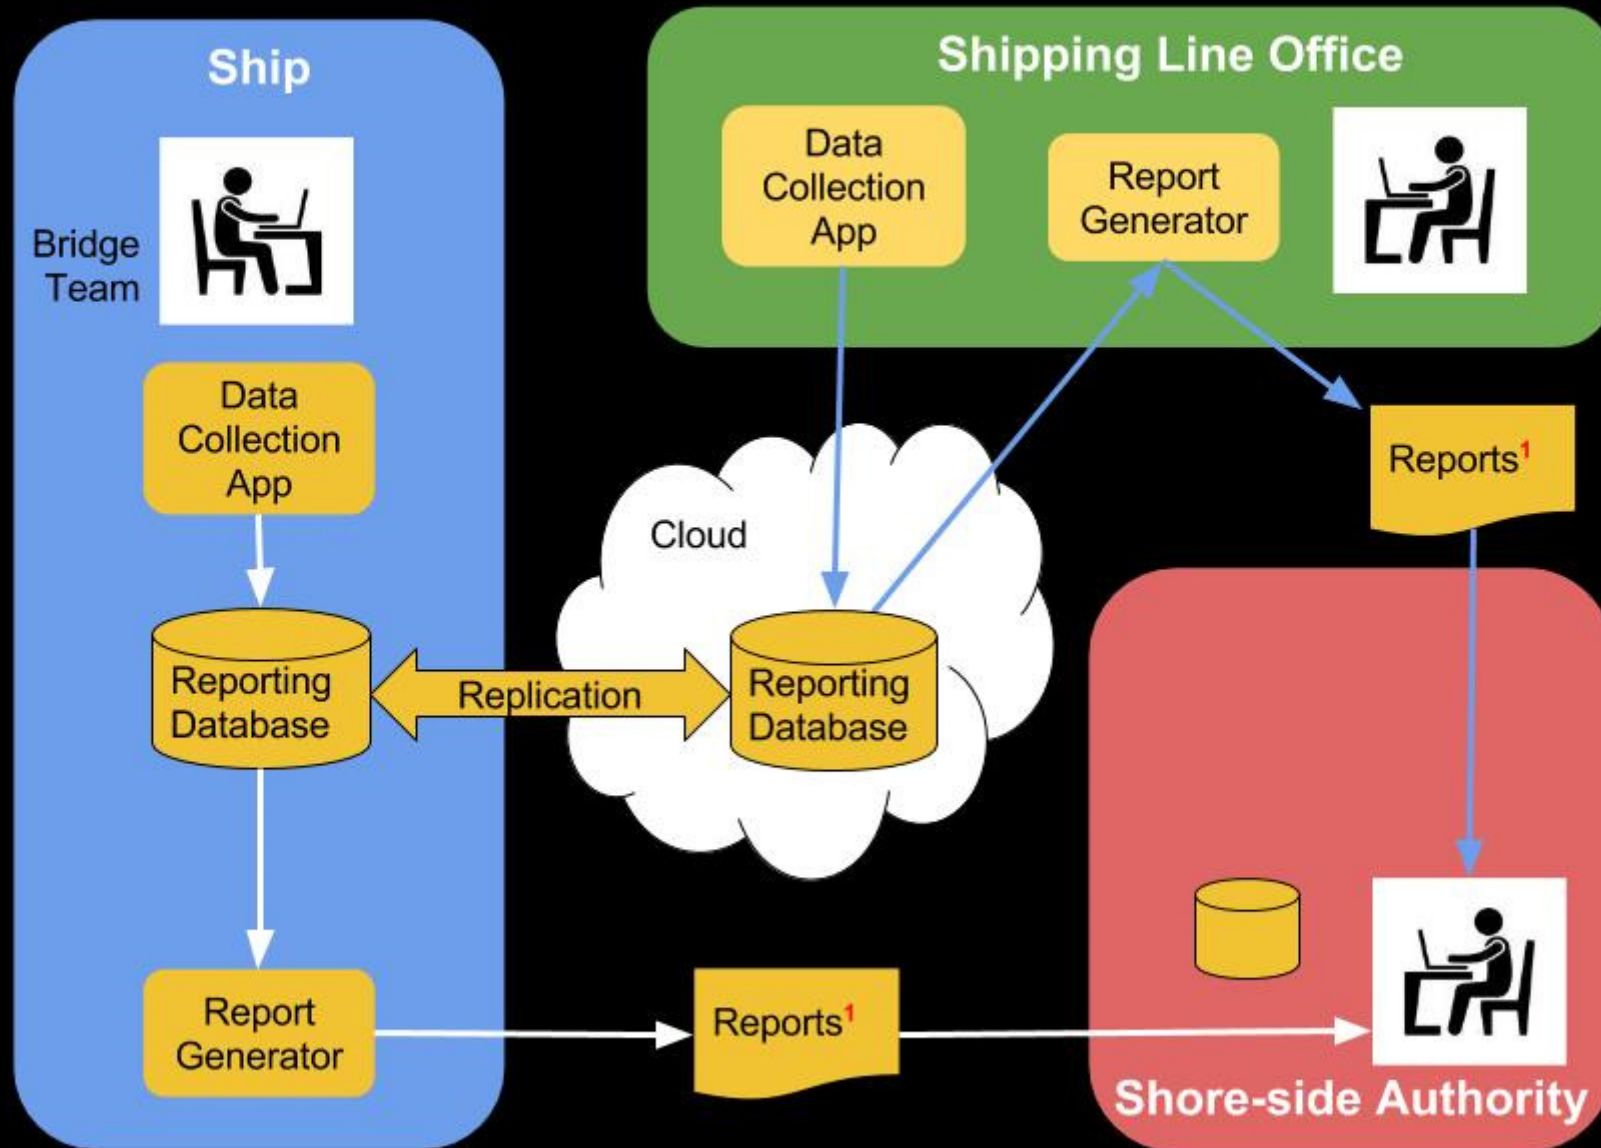 Ship
Bridge
Team
Data
Collection
App
Reporting
Database
Report
Generator
Replication
Cloud
Reporting
Database
Shipping Line Office
Data
Collection
App
Report
Generator
Reports¹
Reports¹
Shore-side Authority